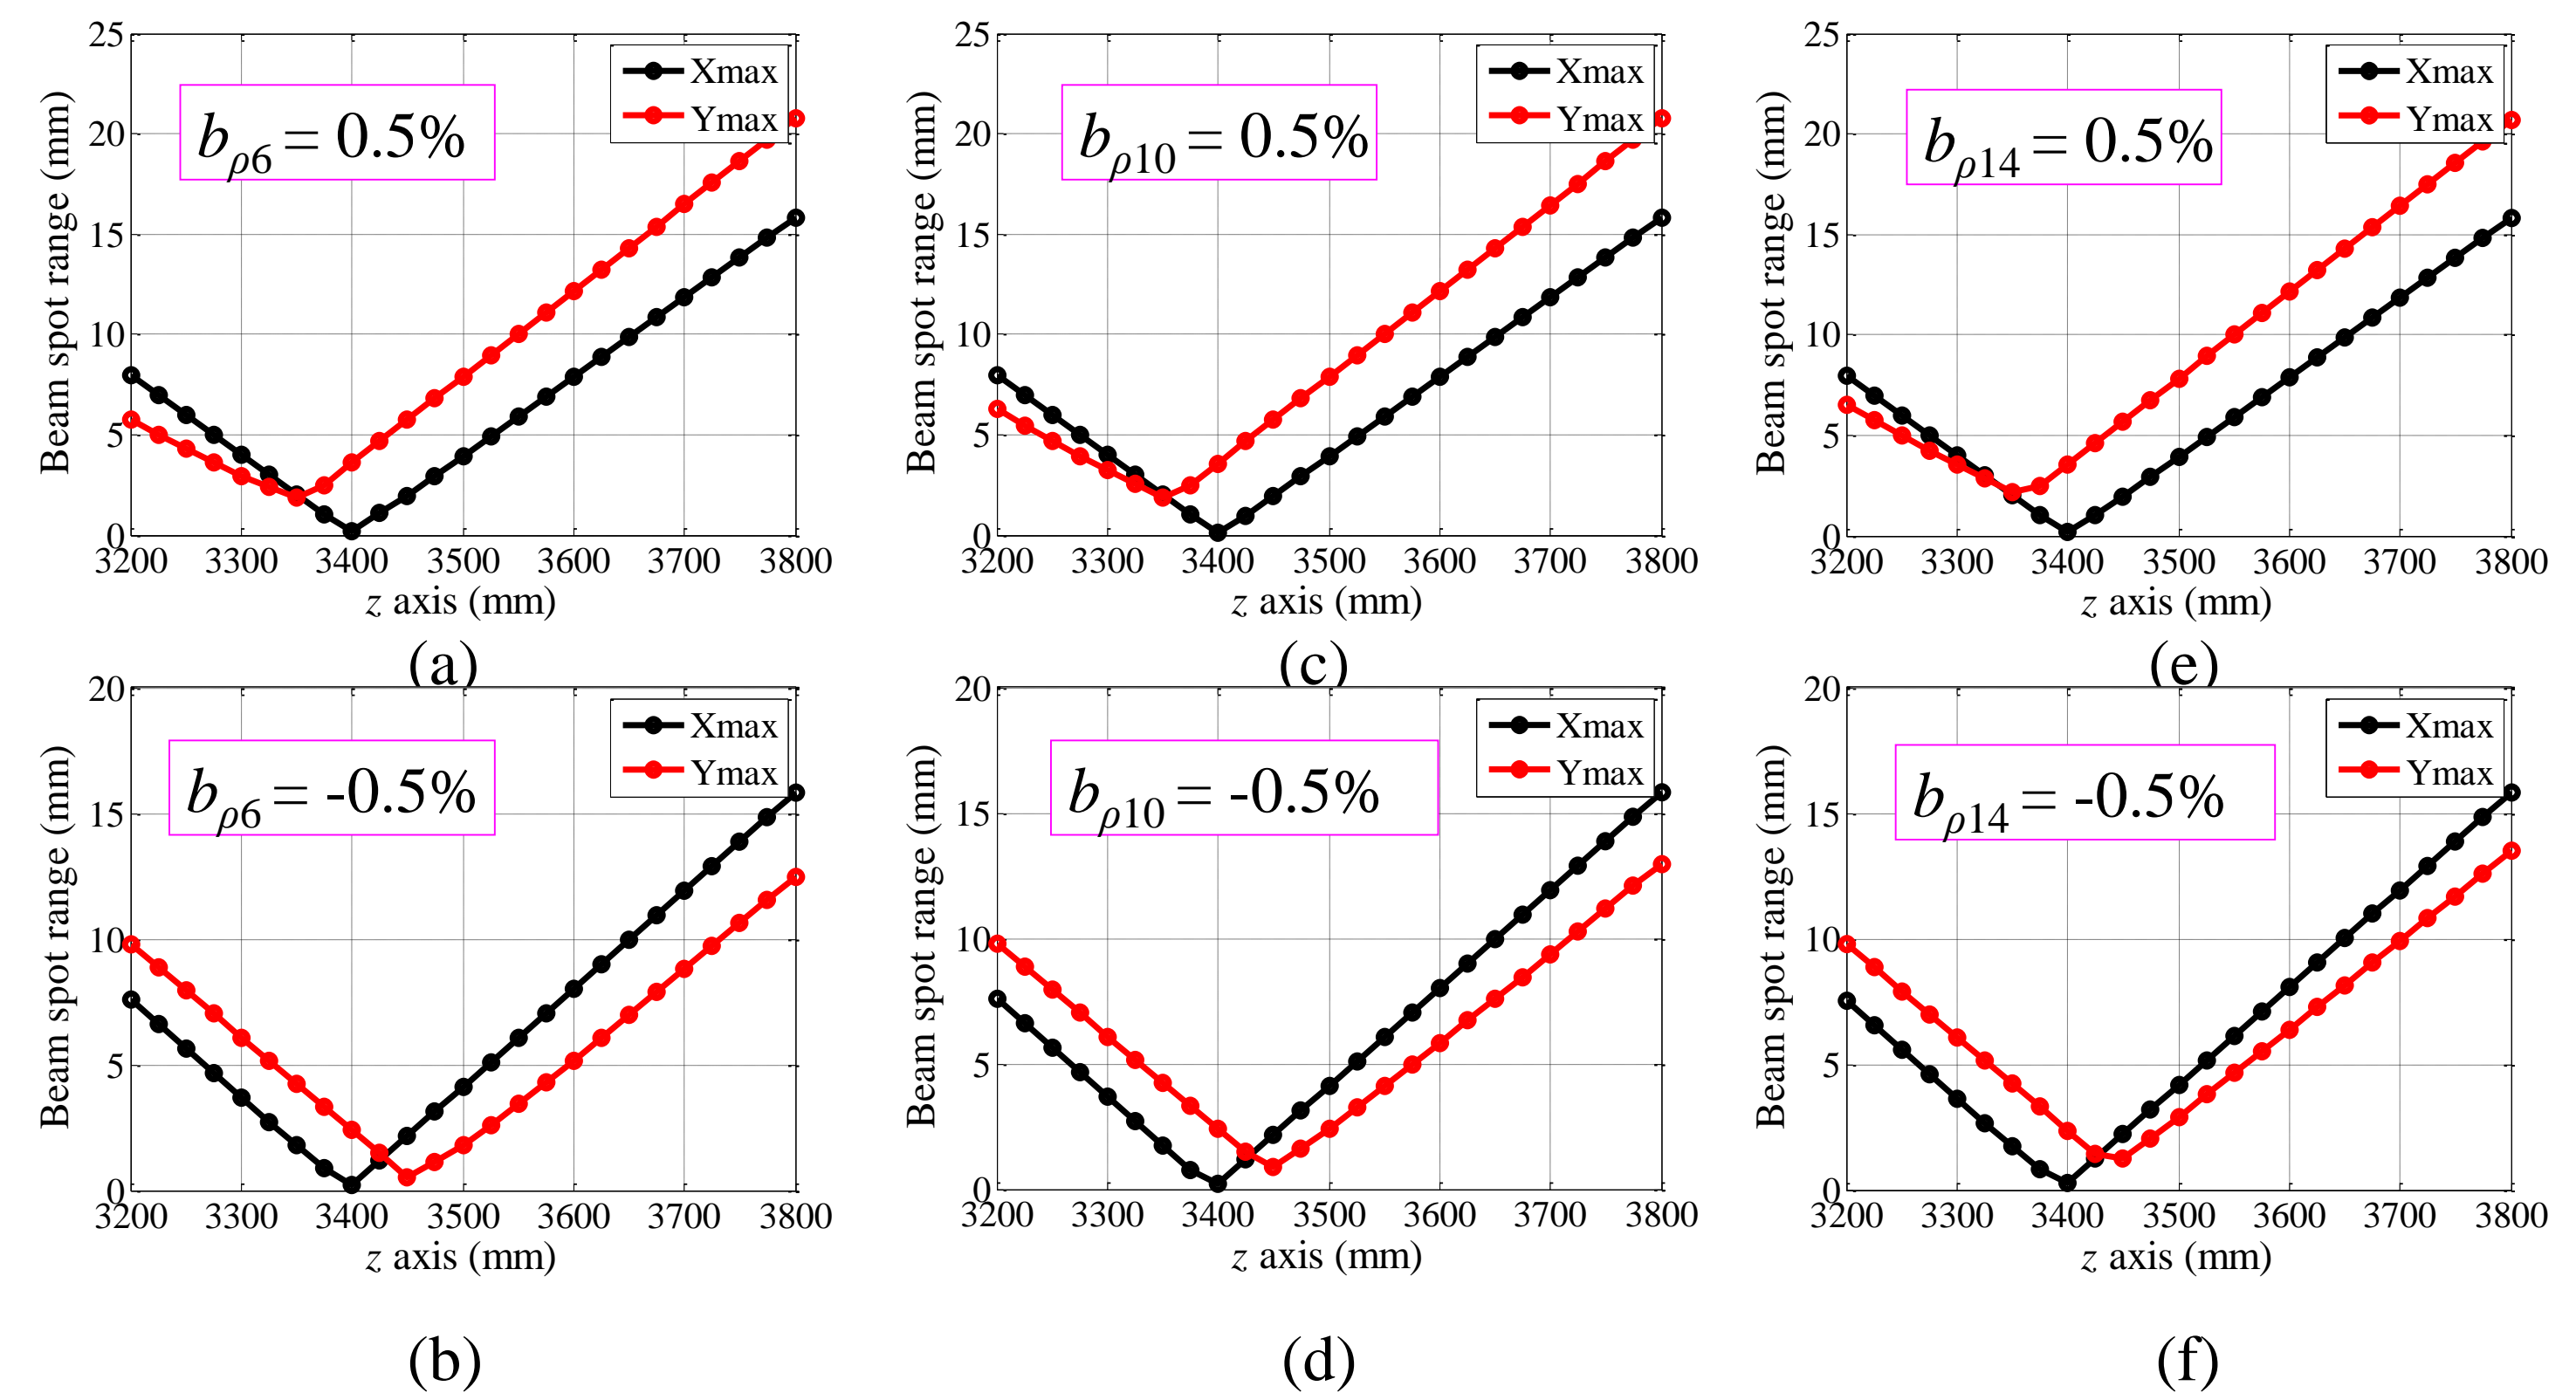 25
20
15
10
5
0
Beam spot range (mm)
b_ρ6 = 0.5%
Xmax
Ymax
3200 3300 3400 3500 3600 3700 3800
z axis (mm)
(a)
25
20
15
10
5
0
Beam spot range (mm)
b_ρ10 = 0.5%
Xmax
Ymax
3200 3300 3400 3500 3600 3700 3800
z axis (mm)
(c)
25
20
15
10
5
0
Beam spot range (mm)
b_ρ14 = 0.5%
Xmax
Ymax
3200 3300 3400 3500 3600 3700 3800
z axis (mm)
(e)
20
15
10
5
0
Beam spot range (mm)
b_ρ6 = -0.5%
Xmax
Ymax
3200 3300 3400 3500 3600 3700 3800
z axis (mm)
(b)
20
15
10
5
0
Beam spot range (mm)
b_ρ10 = -0.5%
Xmax
Ymax
3200 3300 3400 3500 3600 3700 3800
z axis (mm)
(d)
20
15
10
5
0
Beam spot range (mm)
b_ρ14 = -0.5%
Xmax
Ymax
3200 3300 3400 3500 3600 3700 3800
z axis (mm)
(f)